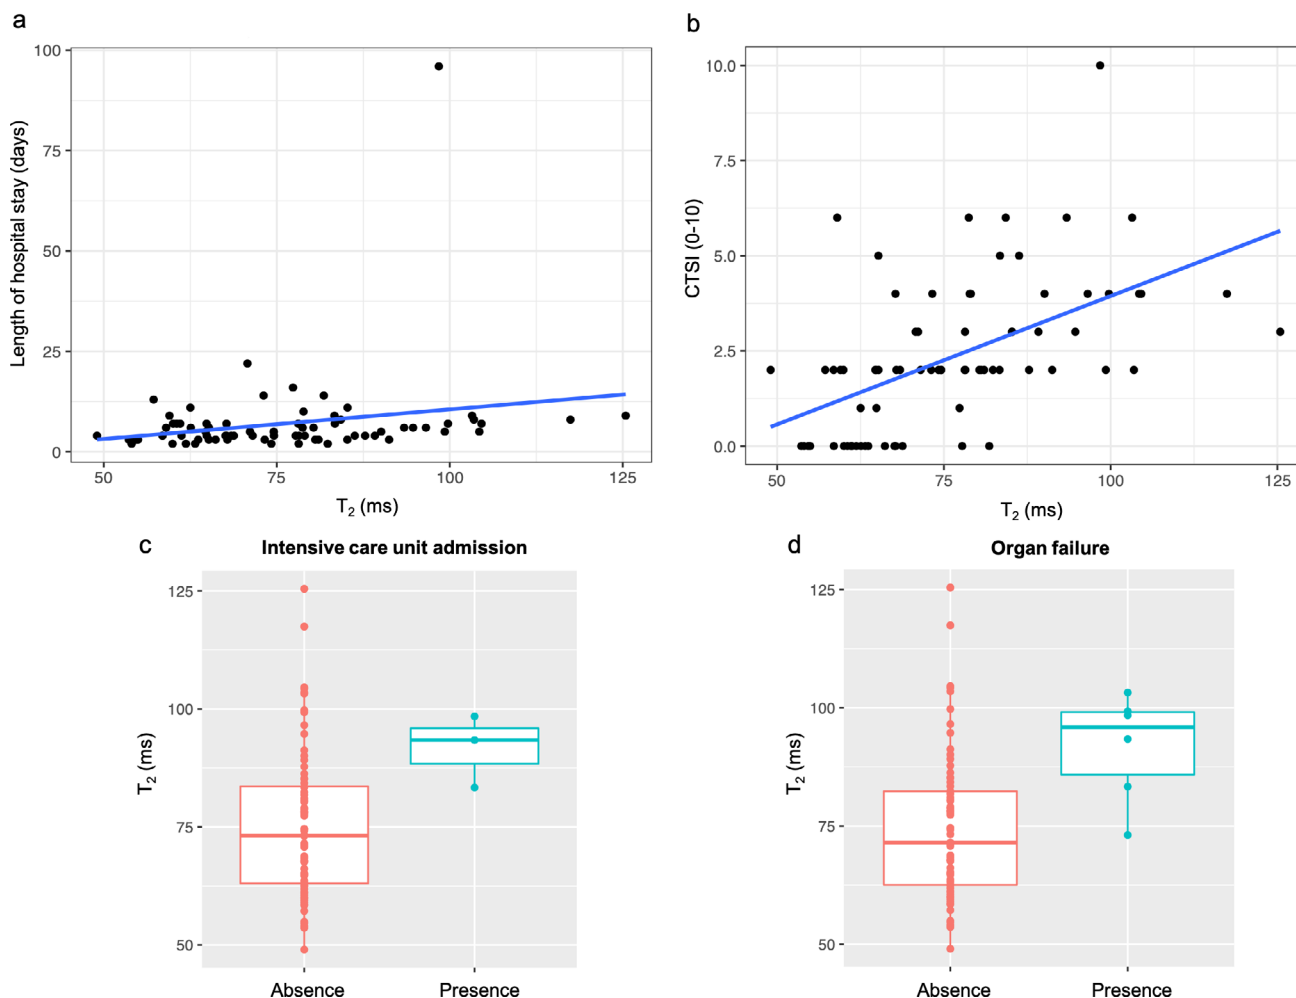 a
Length of hospital stay (days)
100
75
50
25
0
50 75 100 125
T2 (ms)
b
CTSI (0-10)
10.0
7.5
5.0
2.5
0.0
50 75 100 125
T2 (ms)
c
Intensive care unit admission
T2 (ms)
125
100
75
50
Absence Presence
d
Organ failure
T2 (ms)
125
100
75
50
Absence Presence